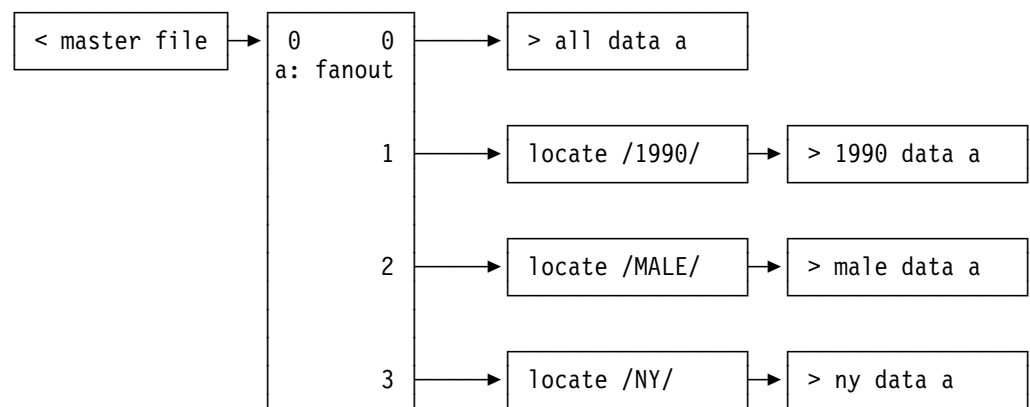 < master file 0 0 > all data a
a: fanout
1 locate /1990/ > 1990 data a
2 locate /MALE/ > male data a
3 locate /NY/ > ny data a